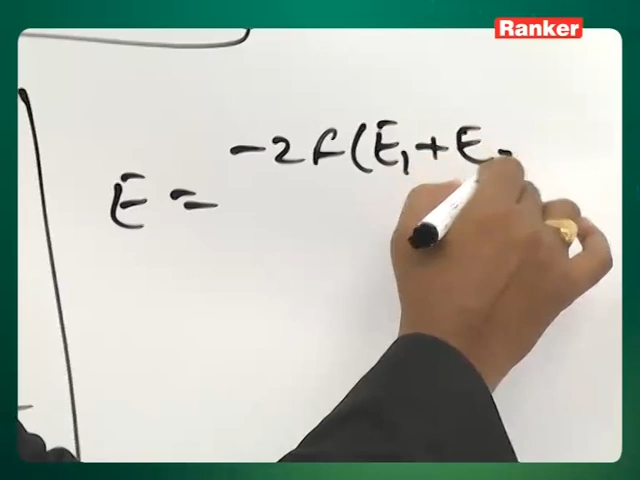 Ranker
E = -2F(E₁ + E